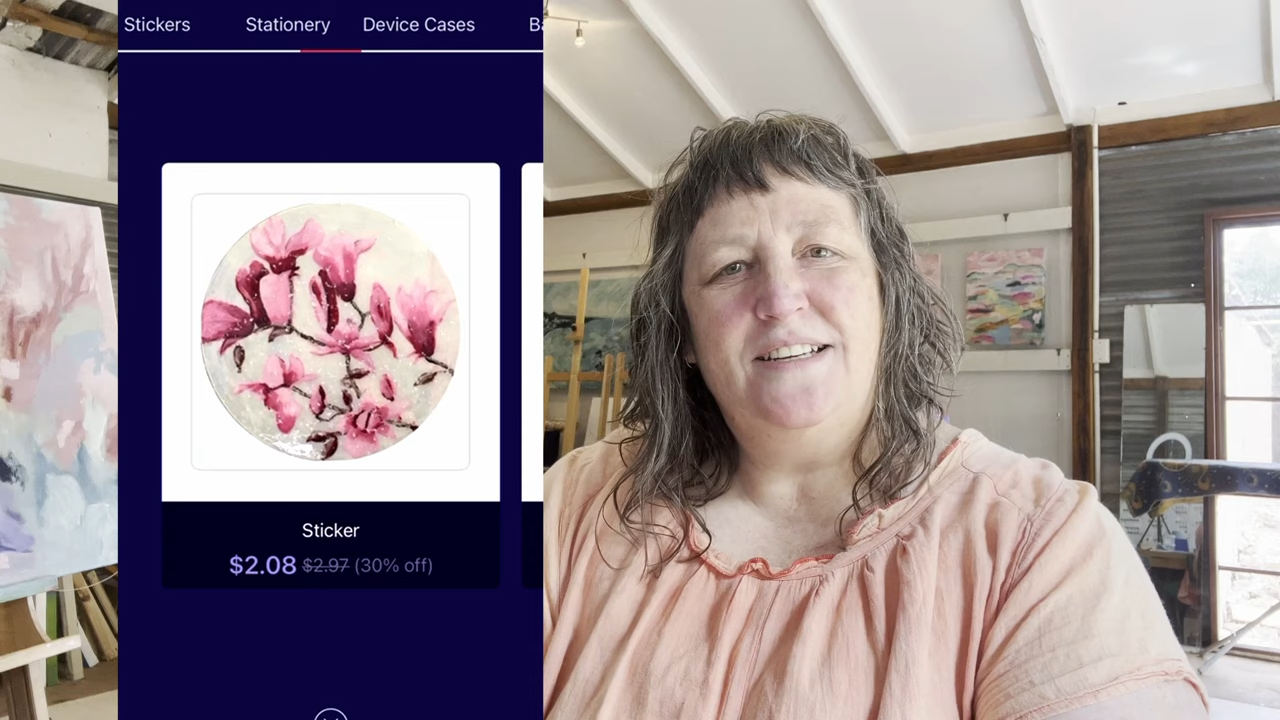 Stickers Stationery Device Cases
Sticker
$2.08 $2.97 (30% off)